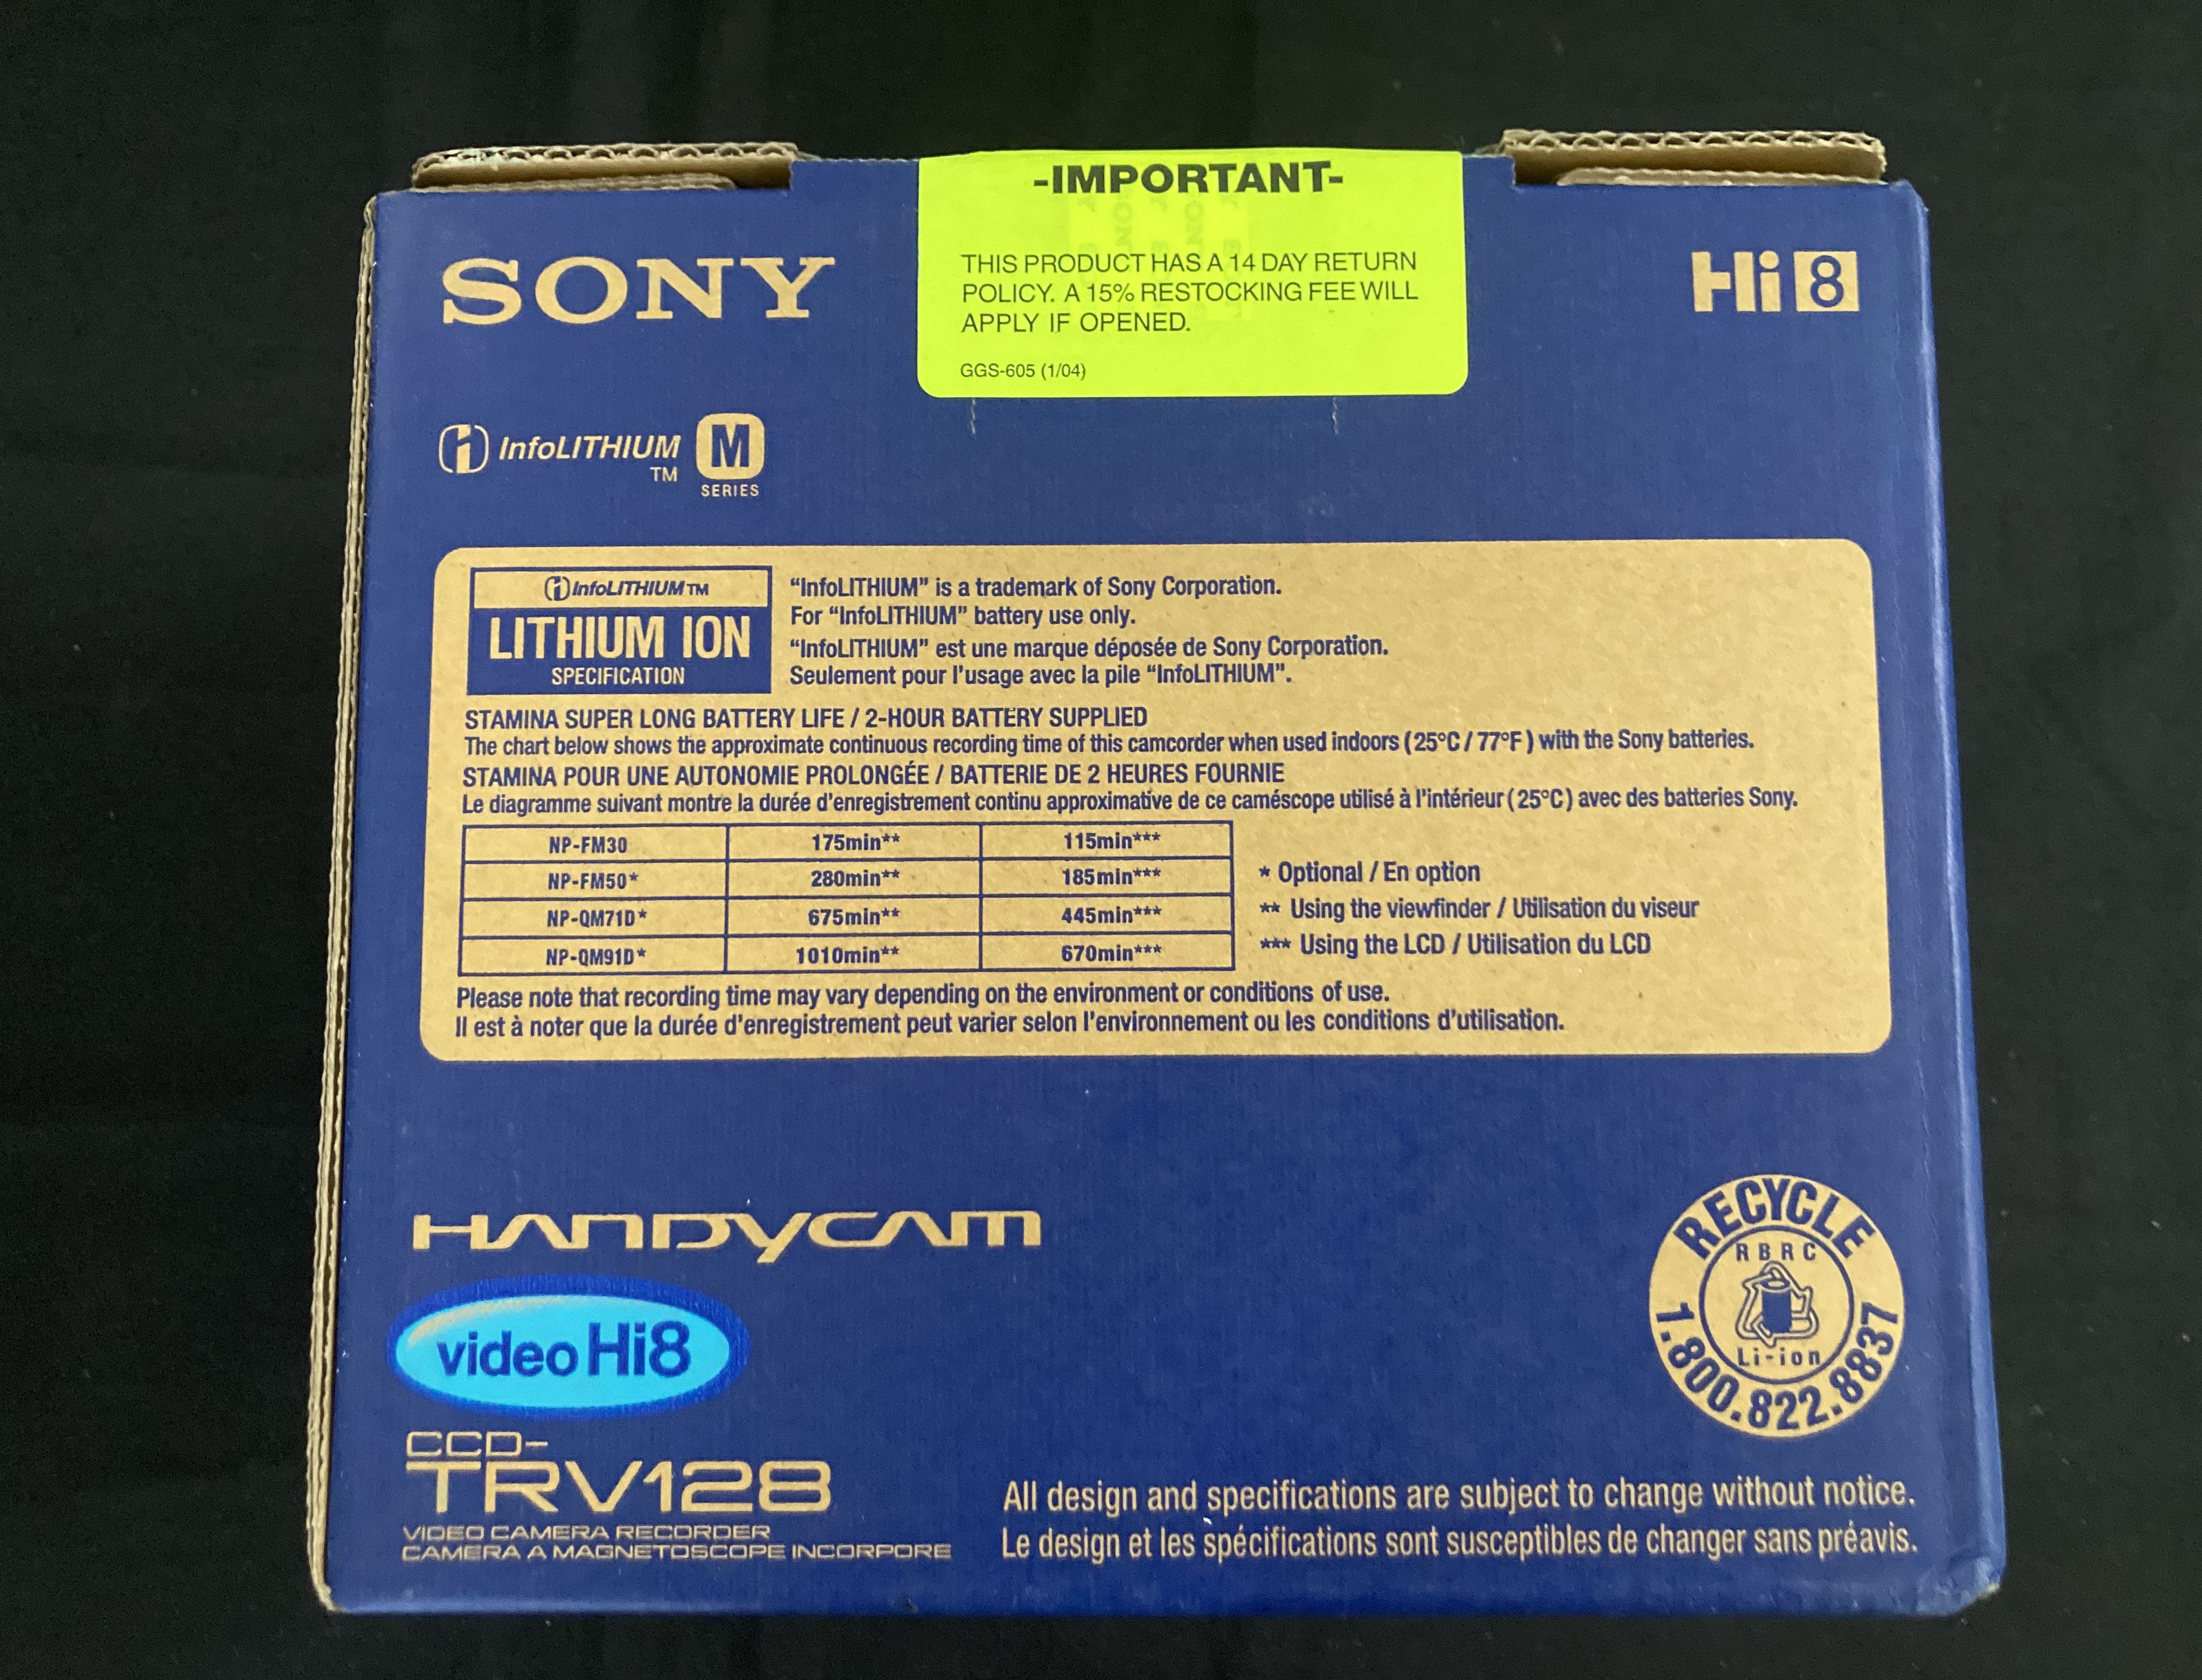 -IMPORTANT-
THIS PRODUCT HAS A 14 DAY RETURN
POLICY. A 15% RESTOCKING FEE WILL
APPLY IF OPENED.
GGS-605 (1/04)
SONY
Hi 8
InfoLITHIUM TM M SERIES
InfoLITHIUM TM
LITHIUM ION
SPECIFICATION
“InfoLITHIUM” is a trademark of Sony Corporation.
For “InfoLITHIUM” battery use only.
“InfoLITHIUM” est une marque déposée de Sony Corporation.
Seulement pour l'usage avec la pile “InfoLITHIUM”.
STAMINA SUPER LONG BATTERY LIFE / 2-HOUR BATTERY SUPPLIED
The chart below shows the approximate continuous recording time of this camcorder when used indoors (25°C / 77°F) with the Sony batteries.
STAMINA POUR UNE AUTONOMIE PROLONGÉE / BATTERIE DE 2 HEURES FOURNIE
Le diagramme suivant montre la durée d'enregistrement continu approximative de ce caméscope utilisé à l'intérieur (25°C) avec des batteries Sony.
NP-FM30 175min** 115min***
NP-FM50* 280min** 185min***
NP-QM71D* 675min** 445min***
NP-QM91D* 1010min** 670min***
* Optional / En option
** Using the viewfinder / Utilisation du viseur
*** Using the LCD / Utilisation du LCD
Please note that recording time may vary depending on the environment or conditions of use.
Il est à noter que la durée d'enregistrement peut varier selon l'environnement ou les conditions d'utilisation.
HANDYCAM
video Hi8
CCD-
TRV128
VIDEO CAMERA RECORDER
CAMERA A MAGNETOSCOPE INCORPORE
RECYCLE
RBRC
Li-ion
1.800.822.8837
All design and specifications are subject to change without notice.
Le design et les spécifications sont susceptibles de changer sans préavis.